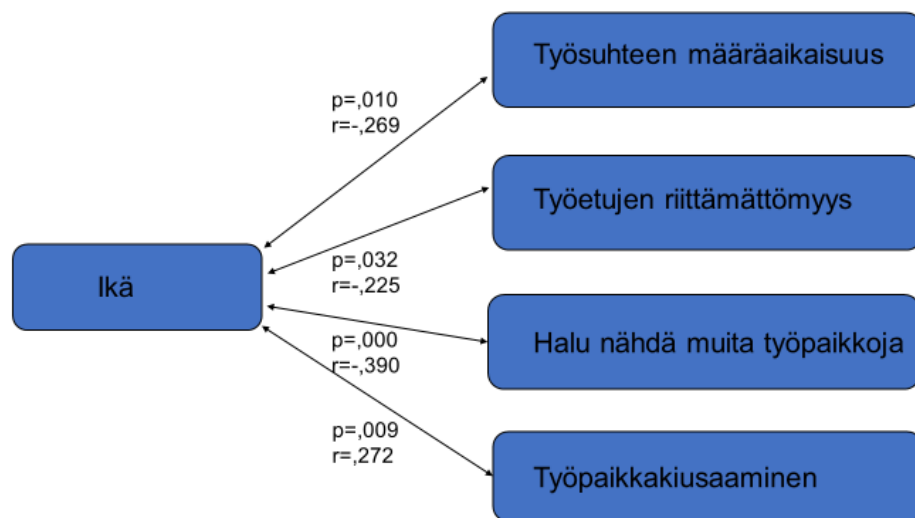 Työsuhteen määräaikaisuus
p=,010
r=-,269
Työetujen riittämättömyys
p=,032
r=-,225
Ikä
p=,000
r=-,390
Halu nähdä muita työpaikkoja
p=,009
r=,272
Työpaikkakiusaaminen